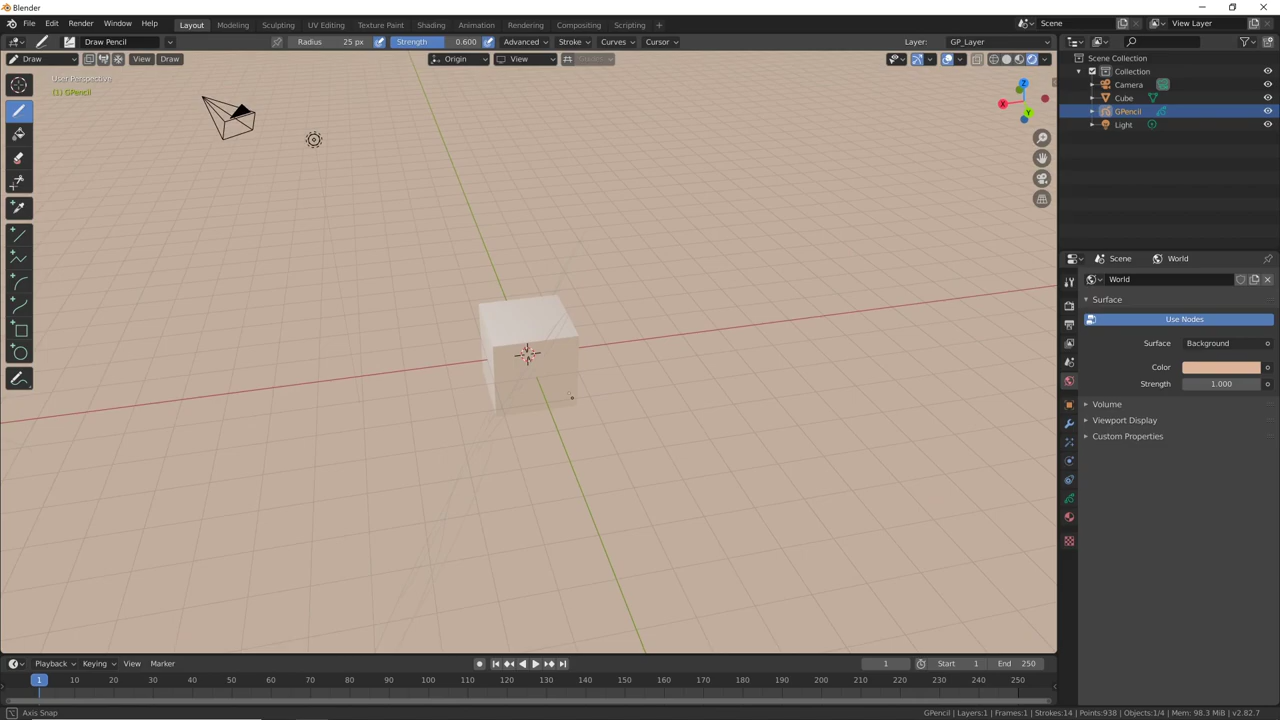 Blender
File Edit Render Window Help Layout Modeling Sculpting UV Editing Texture Paint Shading Animation Rendering Compositing Scripting + Scene View Layer
Draw Pencil Radius 25 px Strength 0.600 Advanced Stroke Curves Cursor Layer: GP_Layer
Draw View Draw Origin View
User Perspective
(1) GPencil
Z
X
Y
Scene Collection
Collection
Camera
Cube
GPencil
Light
Scene World
World
Surface
Use Nodes
Surface Background
Color
Strength 1.000
Volume
Viewport Display
Custom Properties
Playback Keying View Marker 1 Start 1 End 250
1 10 20 30 40 50 60 70 80 90 100 110 120 130 140 150 160 170 180 190 200 210 220 230 240 250
Axis Snap GPencil | Layers:1 | Frames:1 | Strokes:14 | Points:938 | Objects:1/4 | Mem: 98.3 MiB | v2.82.7